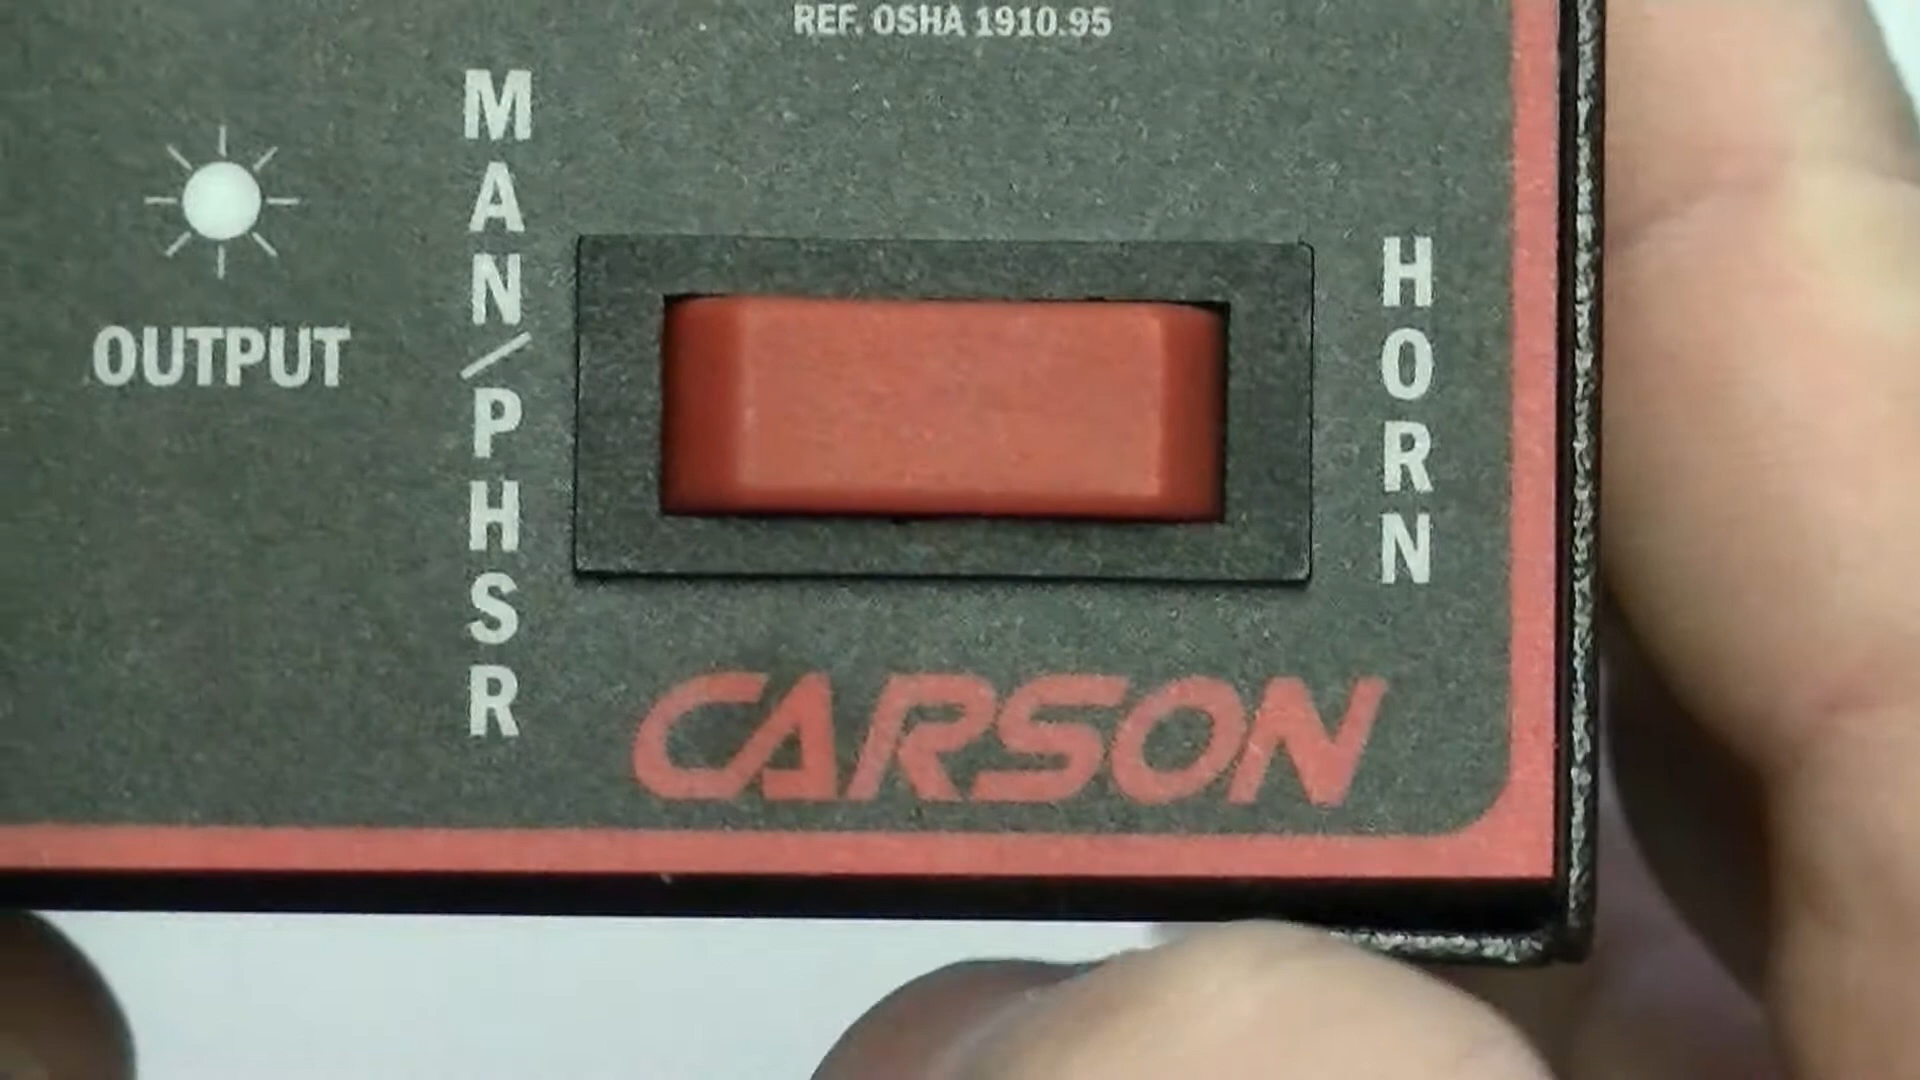 REF. OSHA 1910.95
OUTPUT
MAN/PHSR
HORN
CARSON